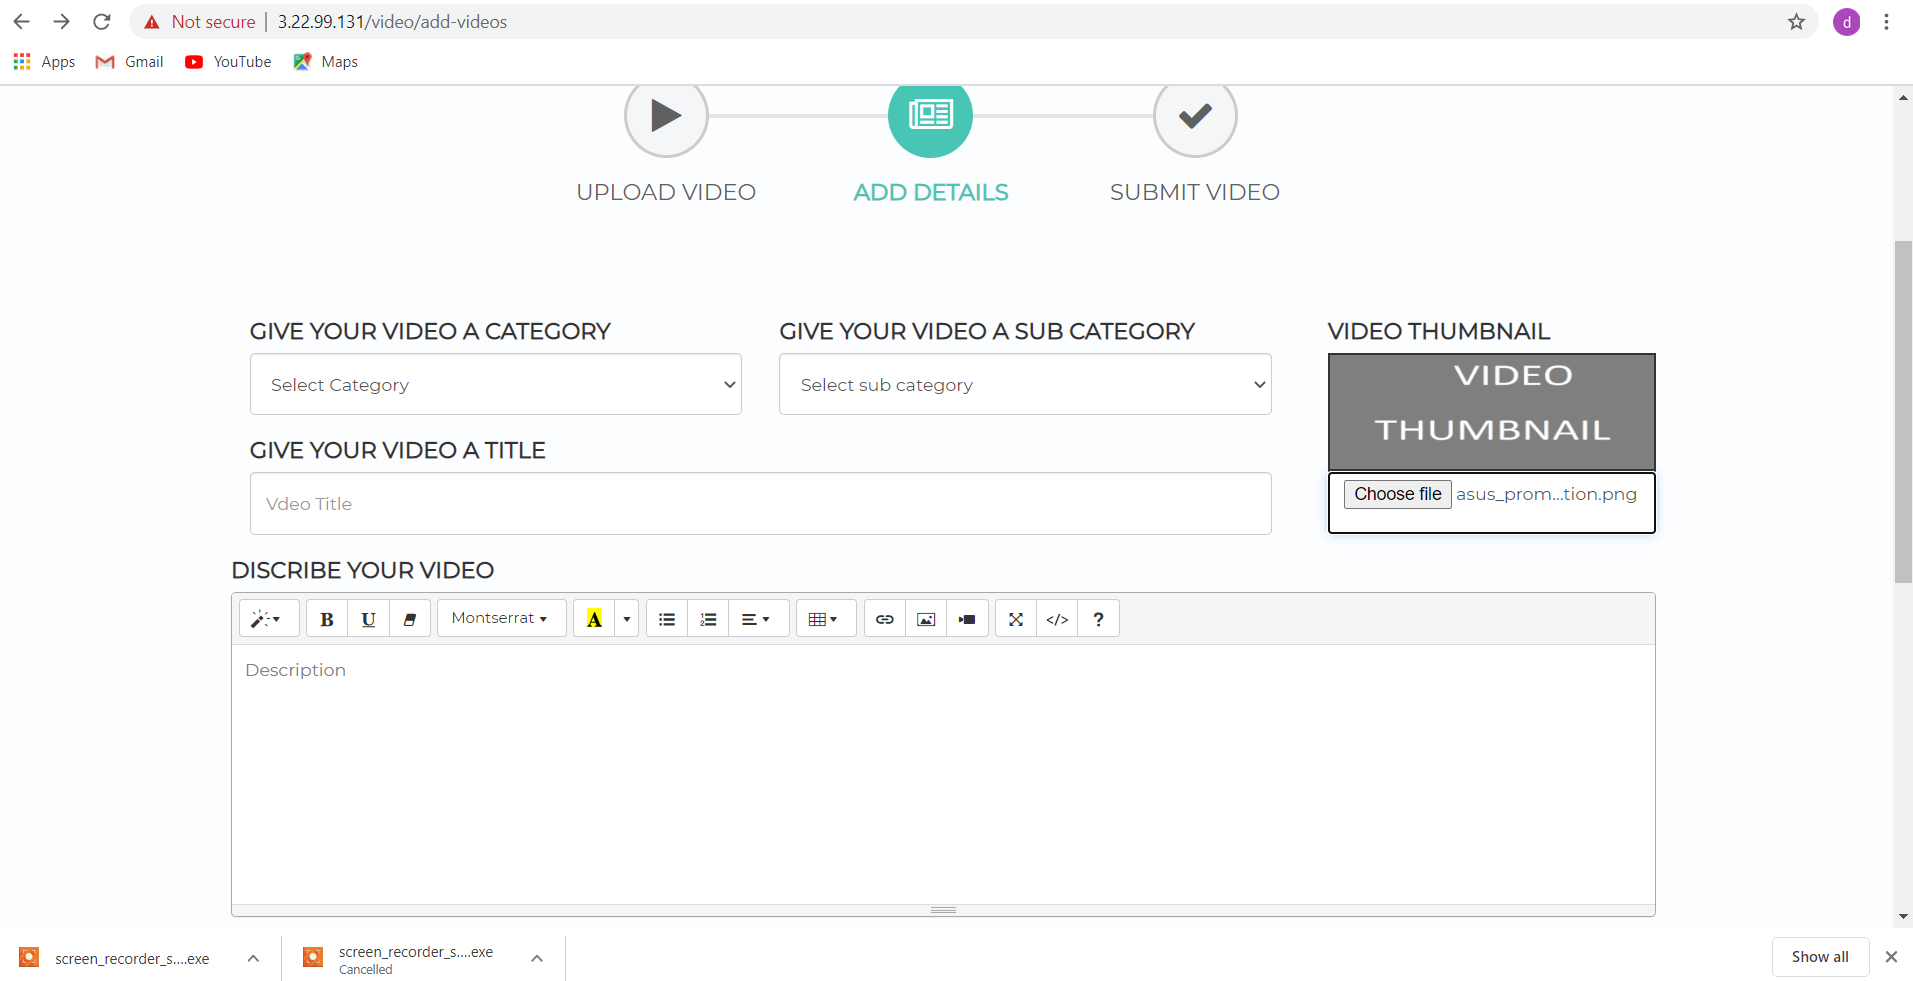 Not secure | 3.22.99.131/video/add-videos
d
Apps Gmail YouTube Maps
UPLOAD VIDEO ADD DETAILS SUBMIT VIDEO
GIVE YOUR VIDEO A CATEGORY GIVE YOUR VIDEO A SUB CATEGORY VIDEO THUMBNAIL
Select Category Select sub category
VIDEO
THUMBNAIL
GIVE YOUR VIDEO A TITLE
Vdeo Title
Choose file asus_prom...tion.png
DISCRIBE YOUR VIDEO
B U Montserrat A </> ?
Description
screen_recorder_s....exe
screen_recorder_s....exe
Cancelled
Show all